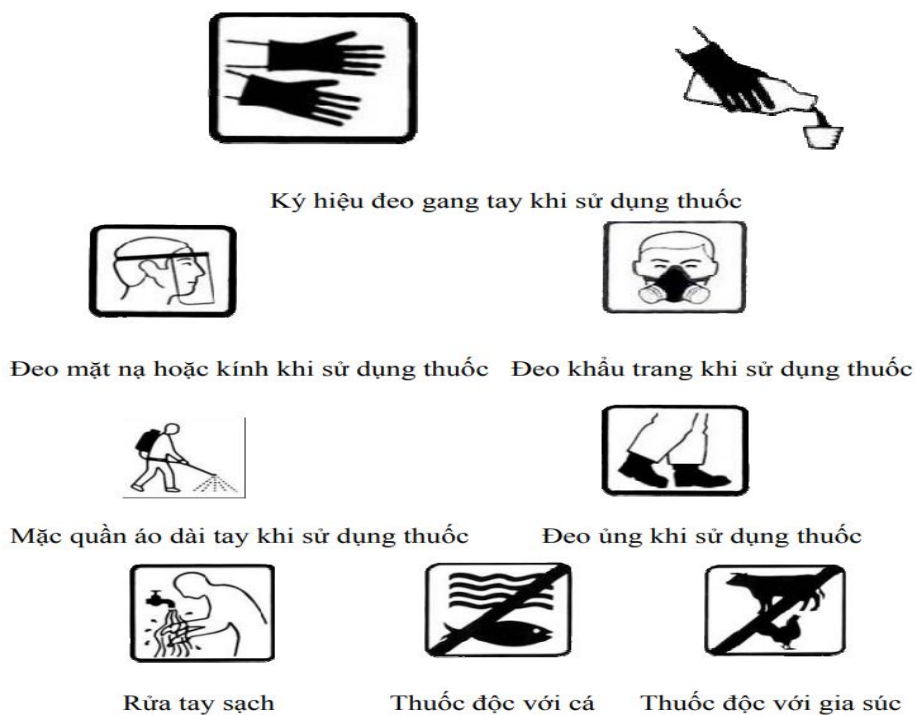 Ký hiệu đeo gang tay khi sử dụng thuốc
Đeo mặt nạ hoặc kính khi sử dụng thuốc Đeo khẩu trang khi sử dụng thuốc
Mặc quần áo dài tay khi sử dụng thuốc Đeo ủng khi sử dụng thuốc
Rửa tay sạch Thuốc độc với cá Thuốc độc với gia súc